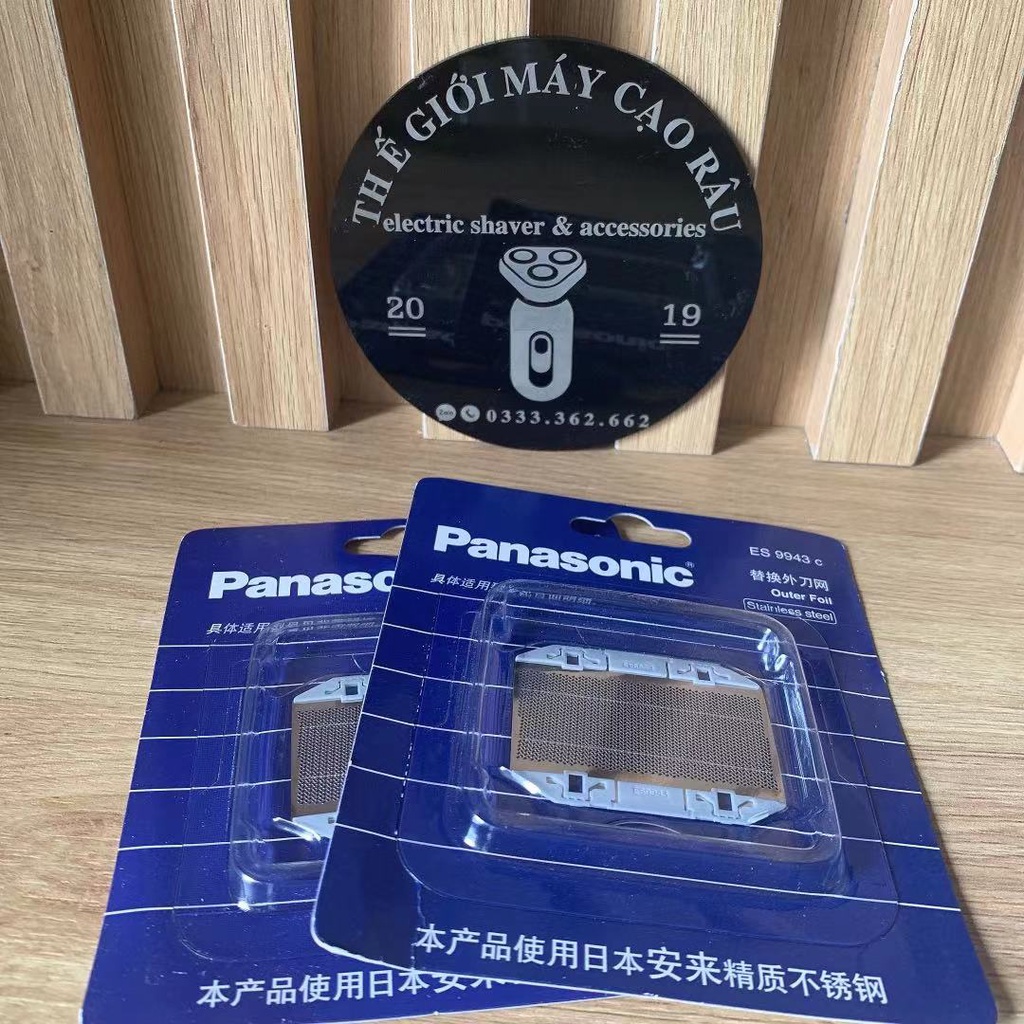 THẾ GIỚI MÁY CẠO RÂU
electric shaver & accessories
20 19
Zalo 0333.362.662
Panasonic
ES 9943 c
替换外刀网
Outer Foil
Stainless steel
具体适用
本产品使用日本安来精质不锈钢
Panaso
具体适用
本产品使用日本安来